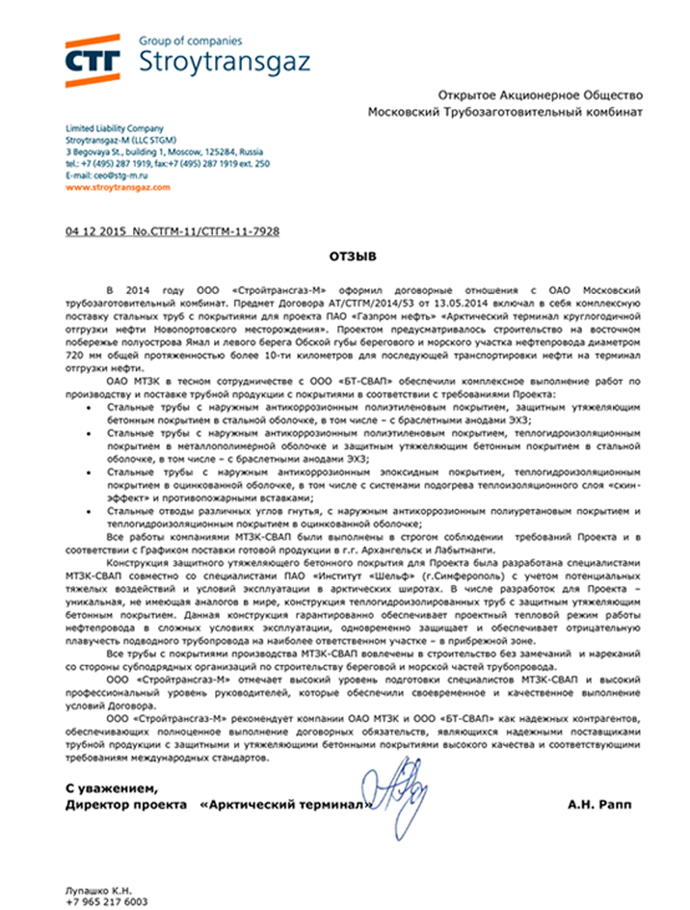 СТГ
Group of companies
Stroytransgaz
Открытое Акционерное Общество
Московский Трубозаготовительный комбинат
Limited Liability Company
Stroytransgaz-M (LLC STGM)
3 Begovaya St., building 1, Moscow, 125284, Russia
tel.: +7 (495) 287 1919, fax:+7 (495) 287 1919 ext. 250
E-mail: ceo@stg-m.ru
www.stroytransgaz.com
04 12 2015 No.СТГМ-11/СТГМ-11-7928
ОТЗЫВ
В 2014 году ООО «Стройтрансгаз-М» оформил договорные отношения с ОАО Московский
трубозаготовительный комбинат. Предмет Договора АТ/СТГМ/2014/53 от 13.05.2014 включал в себя комплексную
поставку стальных труб с покрытиями для проекта ПАО «Газпром нефть» «Арктический терминал круглогодичной
отгрузки нефти Новопортовского месторождения». Проектом предусматривалось строительство на восточном
побережье полуострова Ямал и левого берега Обской губы берегового и морского участка нефтепровода диаметром
720 мм общей протяженностью более 10-ти километров для последующей транспортировки нефти на терминал
отгрузки нефти.
ОАО МТЗК в тесном сотрудничестве с ООО «БТ-СВАП» обеспечили комплексное выполнение работ по
производству и поставке трубной продукции с покрытиями в соответствии с требованиями Проекта:
• Стальные трубы с наружным антикоррозионным полиэтиленовым покрытием, защитным утяжеляющим
бетонным покрытием в стальной оболочке, в том числе – с браслетными анодами ЭХЗ;
• Стальные трубы с наружным антикоррозионным полиэтиленовым покрытием, теплогидроизоляционным
покрытием в металлополимерной оболочке и защитным утяжеляющим бетонным покрытием в стальной
оболочке, в том числе – с браслетными анодами ЭХЗ;
• Стальные трубы с наружным антикоррозионным эпоксидным покрытием, теплогидроизоляционным
покрытием в оцинкованной оболочке, в том числе с системами подогрева теплоизоляционного слоя «скин-
эффект» и противопожарными вставками;
• Стальные отводы различных углов гнутья, с наружным антикоррозионным полиуретановым покрытием и
теплогидроизоляционным покрытием в оцинкованной оболочке;
Все работы компаниями МТЗК-СВАП были выполнены в строгом соблюдении требований Проекта и в
соответствии с Графиком поставки готовой продукции в г.г. Архангельск и Лабытнанги.
Конструкция защитного утяжеляющего бетонного покрытия для Проекта была разработана специалистами
МТЗК-СВАП совместно со специалистами ПАО «Институт «Шельф» (г.Симферополь) с учетом потенциальных
тяжелых воздействий и условий эксплуатации в арктических широтах. В числе разработок для Проекта –
уникальная, не имеющая аналогов в мире, конструкция теплогидроизолированных труб с защитным утяжеляющим
бетонным покрытием. Данная конструкция гарантированно обеспечивает проектный тепловой режим работы
нефтепровода в сложных условиях эксплуатации, одновременно защищает и обеспечивает отрицательную
плавучесть подводного трубопровода на наиболее ответственном участке – в прибрежной зоне.
Все трубы с покрытиями производства МТЗК-СВАП вовлечены в строительство без замечаний и нареканий
со стороны субподрядных организаций по строительству береговой и морской частей трубопровода.
ООО «Стройтрансгаз-М» отмечает высокий уровень подготовки специалистов МТЗК-СВАП и высокий
профессиональный уровень руководителей, которые обеспечили своевременное и качественное выполнение
условий Договора.
ООО «Стройтрансгаз-М» рекомендует компании ОАО МТЗК и ООО «БТ-СВАП» как надежных контрагентов,
обеспечивающих полноценное выполнение договорных обязательств, являющихся надежными поставщиками
трубной продукции с защитными и утяжеляющими бетонными покрытиями высокого качества и соответствующими
требованиям международных стандартов.
С уважением,
Директор проекта «Арктический терминал» А.Н. Рапп
Лупашко К.Н.
+7 965 217 6003